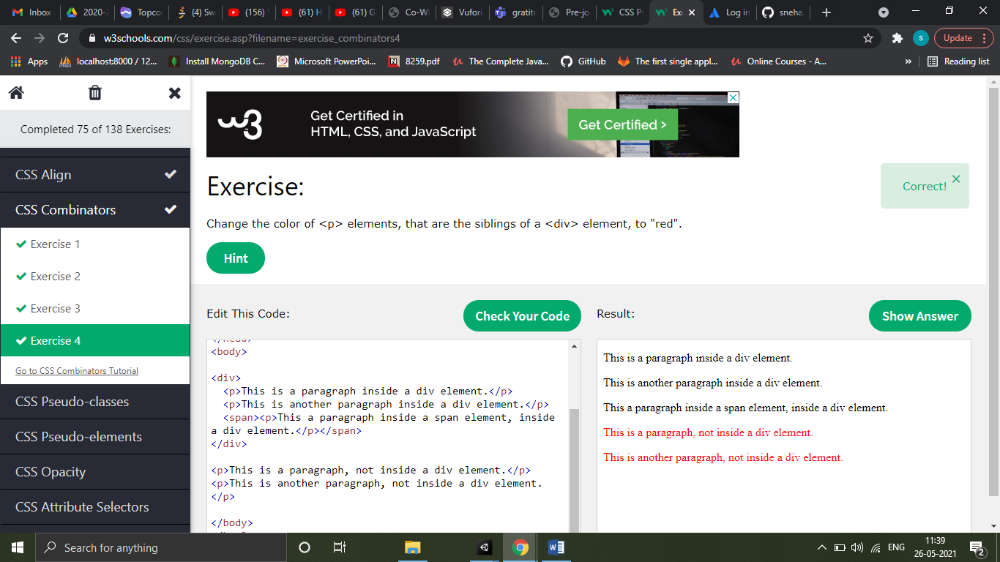 Inbox
2020-
Topco
(4) Sw
(156)
(61) H
(61) G
Co-W
Vufori
gratitu
Pre-jo
CSS P
Ex
Log in
sneha
w3schools.com/css/exercise.asp?filename=exercise_combinators4
S
Update
Apps
localhost:8000 / 12...
Install MongoDB C...
Microsoft PowerPoi...
8259.pdf
The Complete Java...
GitHub
The first single appl...
Online Courses - A...
»
Reading list
Completed 75 of 138 Exercises:
CSS Align
CSS Combinators
Exercise 1
Exercise 2
Exercise 3
Exercise 4
Go to CSS Combinators Tutorial
CSS Pseudo-classes
CSS Pseudo-elements
CSS Opacity
CSS Attribute Selectors
w3
Get Certified in
HTML, CSS, and JavaScript
Get Certified >
Exercise:
Correct!
Change the color of <p> elements, that are the siblings of a <div> element, to "red".
Hint
Edit This Code:
Check Your Code
Result:
Show Answer
</head>
<body>
<div>
<p>This is a paragraph inside a div element.</p>
<p>This is another paragraph inside a div element.</p>
<span><p>This a paragraph inside a span element, inside
a div element.</p></span>
</div>
<p>This is a paragraph, not inside a div element.</p>
<p>This is another paragraph, not inside a div element.
</p>
</body>
This is a paragraph inside a div element.
This is another paragraph inside a div element.
This a paragraph inside a span element, inside a div element.
This is a paragraph, not inside a div element.
This is another paragraph, not inside a div element.
Search for anything
ENG
11:39
26-05-2021
2